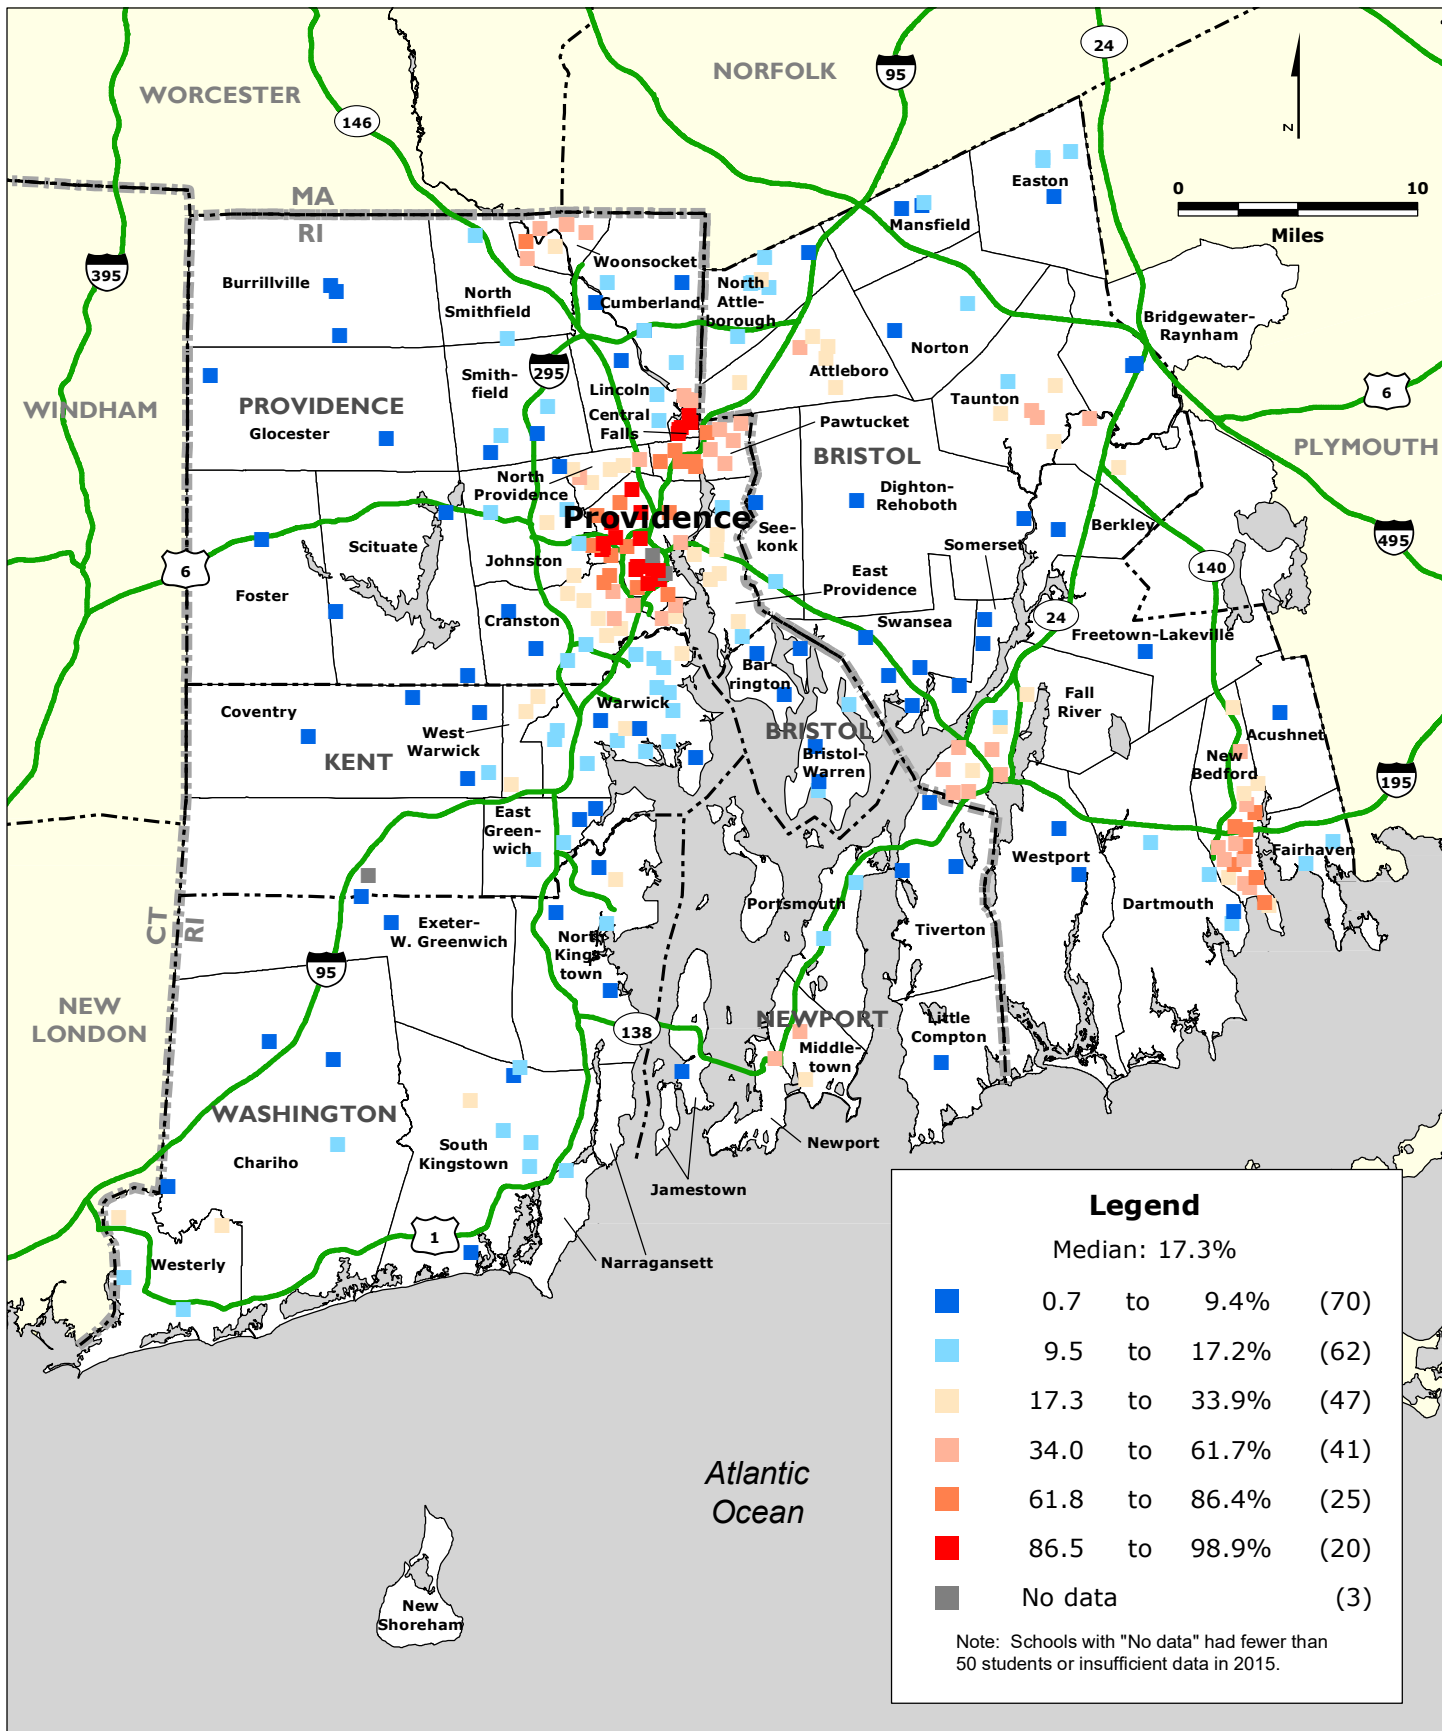 NORFOLK
24
95
WORCESTER
146
N
Easton
0 10
Miles
MA
RI
Mansfield
395
Burrillville
Woonsocket
North
Smithfield
Cumberland
North
Attle-
borough
Bridgewater-
Raynham
Norton
295
Smith-
field
Attleboro
Lincoln
Taunton
6
WINDHAM
PROVIDENCE
Glocester
Central
Falls
Pawtucket
BRISTOL
PLYMOUTH
North
Providence
Dighton-
Rehoboth
Providence
See-
konk
Berkley
495
Scituate
Johnston
Somerset
6
140
East
Providence
Foster
Cranston
Swansea
24
Freetown-Lakeville
Bar-
rington
Coventry
Warwick
Fall
River
West
Warwick
BRISTOL
Bristol-
Warren
Acushnet
New
Bedford
KENT
195
East
Green-
wich
Westport
Fairhaven
Portsmouth
Dartmouth
CT
RI
Exeter-
W. Greenwich
North
Kings-
town
Tiverton
95
NEW
LONDON
138
NEWPORT
Little
Compton
Middle-
town
WASHINGTON
South
Kingstown
Newport
Chariho
Jamestown
1
Westerly
Narragansett
Legend
Median: 17.3%
0.7 to 9.4% (70)
9.5 to 17.2% (62)
17.3 to 33.9% (47)
34.0 to 61.7% (41)
61.8 to 86.4% (25)
86.5 to 98.9% (20)
No data (3)
Note: Schools with "No data" had fewer than
50 students or insufficient data in 2015.
Atlantic
Ocean
New
Shoreham